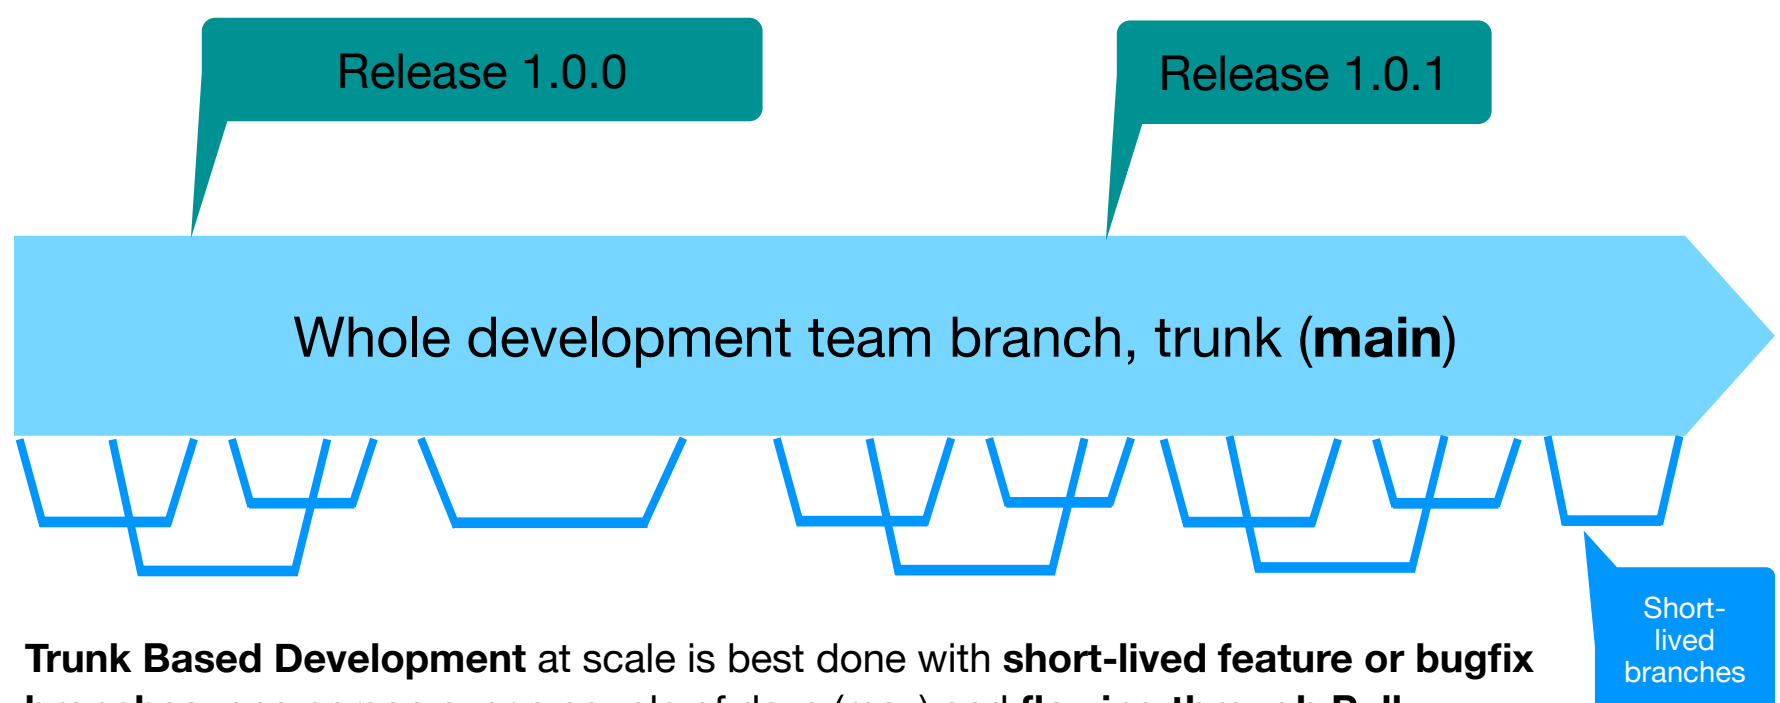 Release 1.0.0
Release 1.0.1
Whole development team branch, trunk (main)
Short-
lived
branches
Trunk Based Development at scale is best done with short-lived feature or bugfix